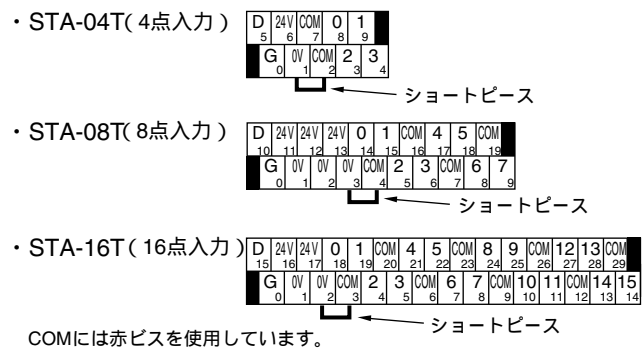 ・STA-04T(4点入力)
D 24V COM 0 1
5 6 7 8 9
G 0V COM 2 3
0 1 2 3 4
ショートピース
・STA-08T(8点入力)
D 24V 24V 24V 0 1 COM 4 5 COM
10 11 12 13 14 15 16 17 18 19
G 0V 0V 0V COM 2 3 COM 6 7
0 1 2 3 4 5 6 7 8 9
ショートピース
・STA-16T(16点入力)
D 24V 24V 0 1 COM 4 5 COM 8 9 COM 12 13 COM
15 16 17 18 19 20 21 22 23 24 25 26 27 28 29
G 0V 0V COM 2 3 COM 6 7 COM 10 11 COM 14 15
0 1 2 3 4 5 6 7 8 9 10 11 12 13 14
ショートピース
COMには赤ビスを使用しています。